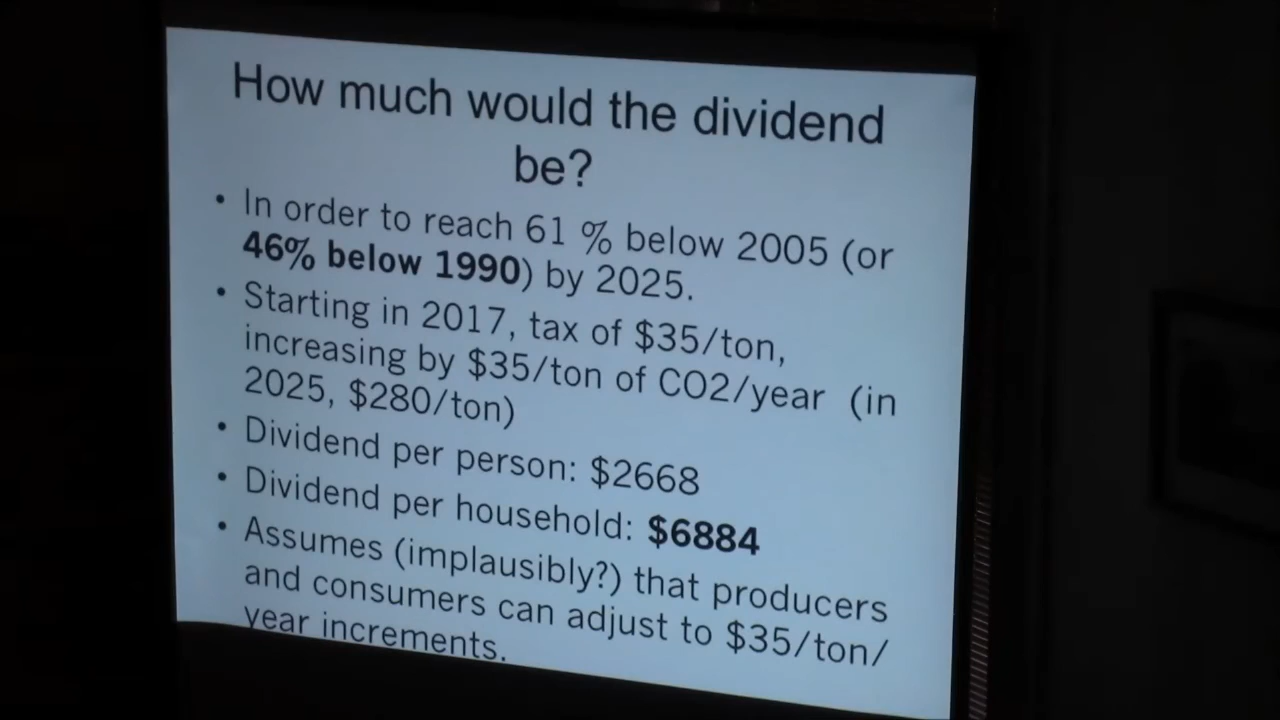 How much would the dividend
be?
• In order to reach 61 % below 2005 (or
46% below 1990) by 2025.
• Starting in 2017, tax of $35/ton,
increasing by $35/ton of CO2/year (in
2025, $280/ton)
• Dividend per person: $2668
• Dividend per household: $6884
• Assumes (implausibly?) that producers
and consumers can adjust to $35/ton/
year increments.